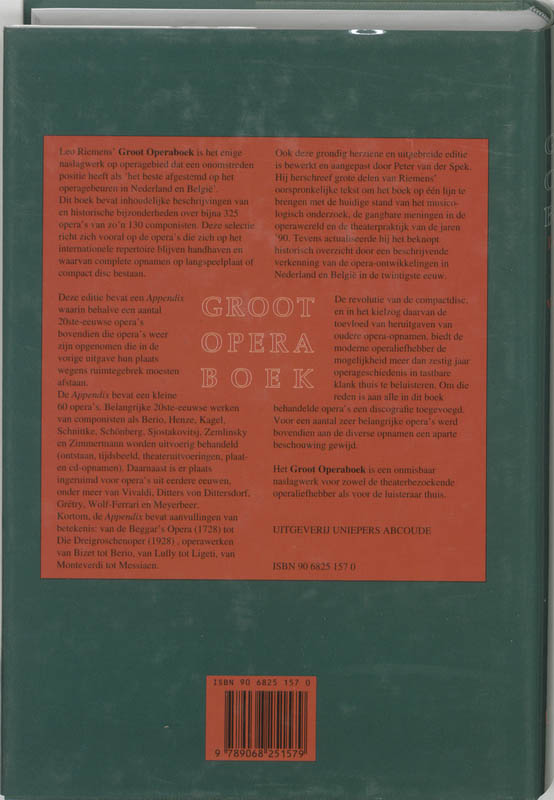 Leo Riemens' Groot Operaboek is het enige
naslagwerk op operagebied dat een onomstreden
positie heeft als 'het beste afgestemd op het
operagebeuren in Nederland en België'.
Dit boek bevat inhoudelijke beschrijvingen van
en historische bijzonderheden over bijna 325
opera's van zo'n 130 componisten. Deze selectie
richt zich vooral op de opera's die zich op het
internationale repertoire blijven handhaven en
waarvan complete opnamen op langspeelplaat of
compact disc bestaan.
Deze editie bevat een Appendix
waarin behalve een aantal
20ste-eeuwse opera's
bovendien die opera's weer
zijn opgenomen die in de
vorige uitgave hun plaats
wegens ruimtegebrek moesten
afstaan.
De Appendix bevat een kleine
60 opera's. Belangrijke 20ste-eeuwse werken
van componisten als Berio, Henze, Kagel,
Schnittke, Schönberg, Sjostakovitsj, Zemlinsky
en Zimmermann worden uitvoerig behandeld
(ontstaan, tijdsbeeld, theateruitvoeringen, plaat-
en cd-opnamen). Daarnaast is er plaats
ingeruimd voor opera's uit eerdere eeuwen,
onder meer van Vivaldi, Ditters von Dittersdorf,
Grétry, Wolf-Ferrari en Meyerbeer.
Kortom, de Appendix bevat aanvullingen van
betekenis: van de Beggar's Opera (1728) tot
Die Dreigroschenoper (1928) , operawerken
van Bizet tot Berio, van Lully tot Ligeti, van
Monteverdi tot Messiaen.
GROOT
OPERA
BOEK
Ook deze grondig herziene en uitgebreide editie
is bewerkt en aangepast door Peter van der Spek.
Hij herschreef grote delen van Riemens'
oorspronkelijke tekst om het boek op één lijn te
brengen met de huidige stand van het musico-
logisch onderzoek, de gangbare meningen in de
operawereld en de theaterpraktijk van de jaren
'90. Tevens actualiseerde hij het beknopt
historisch overzicht door een beschrijvende
verkenning van de opera-ontwikkelingen in
Nederland en België in de twintigste eeuw.
De revolutie van de compactdisc,
en in het kielzog daarvan de
toevloed van heruitgaven van
oudere opera-opnamen, biedt de
moderne operaliefhebber de
mogelijkheid meer dan zestig jaar
operageschiedenis in tastbare
klank thuis te beluisteren. Om die
reden is aan alle in dit boek
behandelde opera's een discografie toegevoegd.
Voor een aantal zeer belangrijke opera's werd
bovendien aan de diverse opnamen een aparte
beschouwing gewijd.
Het Groot Operaboek is een onmisbaar
naslagwerk voor zowel de theaterbezoekende
operaliefhebber als voor de luisteraar thuis.
UITGEVERIJ UNIEPERS ABCOUDE
ISBN 90 6825 157 0
ISBN 90 6825 157 0
9 789068 251579